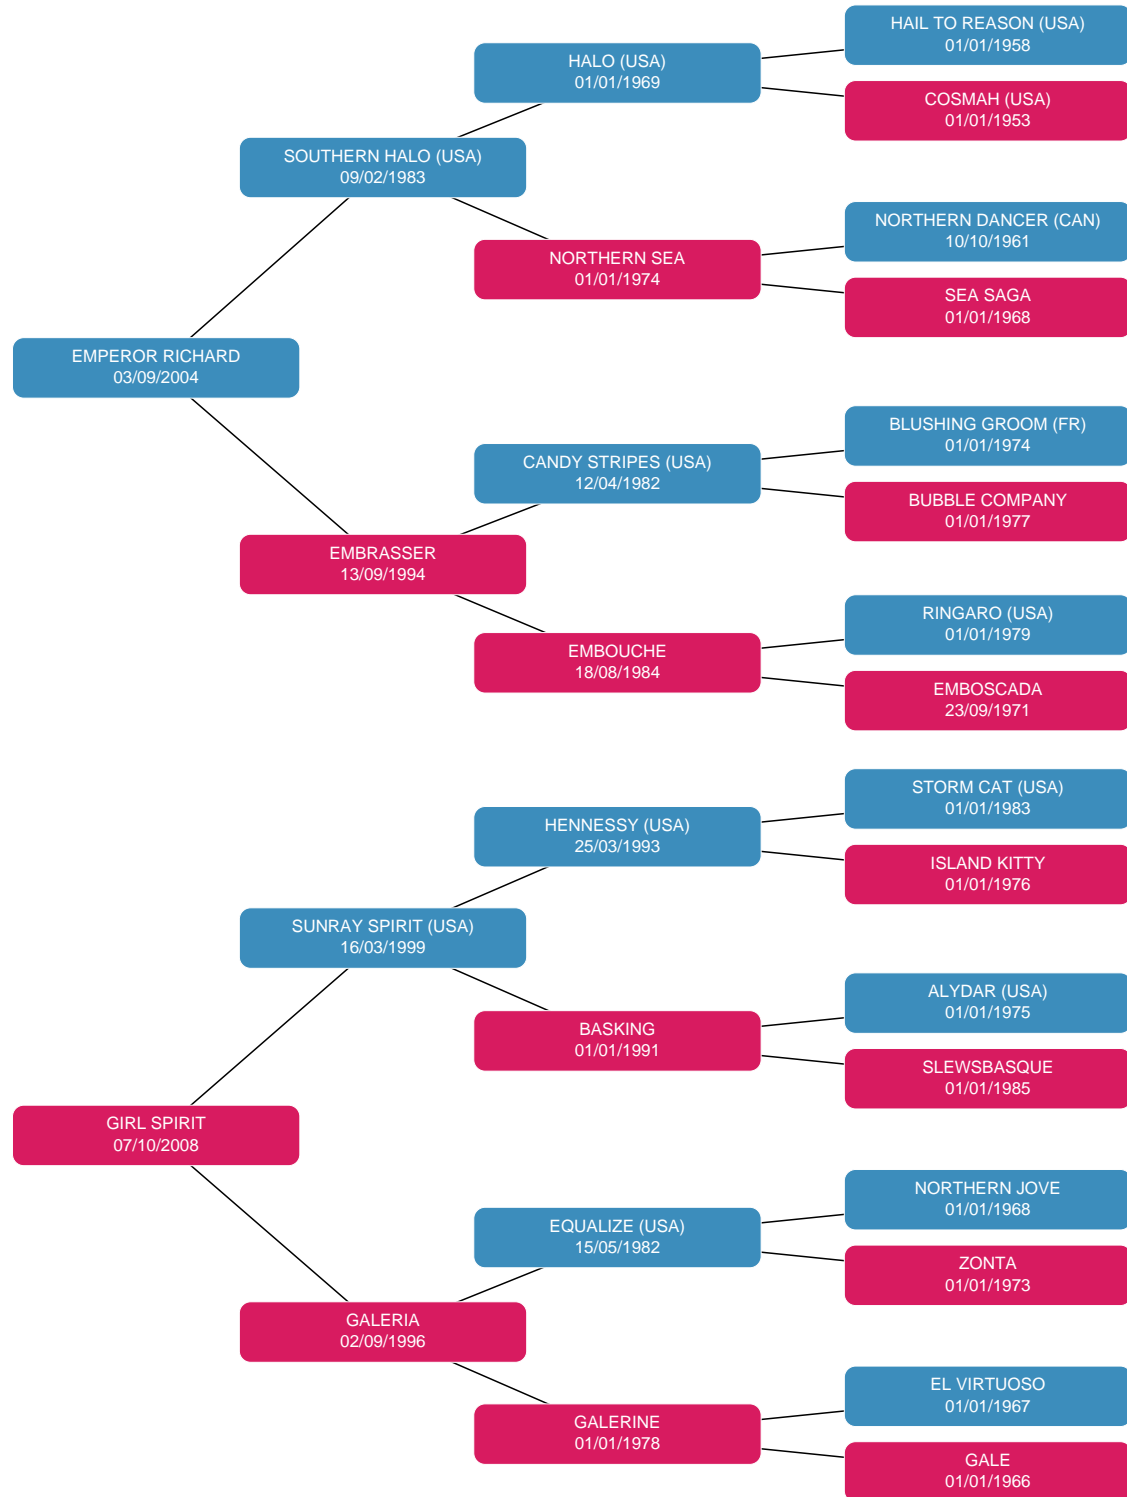 HAIL TO REASON (USA)
01/01/1958
HALO (USA)
01/01/1969
COSMAH (USA)
01/01/1953
SOUTHERN HALO (USA)
09/02/1983
NORTHERN DANCER (CAN)
10/10/1961
NORTHERN SEA
01/01/1974
SEA SAGA
01/01/1968
EMPEROR RICHARD
03/09/2004
BLUSHING GROOM (FR)
01/01/1974
CANDY STRIPES (USA)
12/04/1982
BUBBLE COMPANY
01/01/1977
EMBRASSER
13/09/1994
RINGARO (USA)
01/01/1979
EMBOUCHE
18/08/1984
EMBOSCADA
23/09/1971
STORM CAT (USA)
01/01/1983
HENNESSY (USA)
25/03/1993
ISLAND KITTY
01/01/1976
SUNRAY SPIRIT (USA)
16/03/1999
ALYDAR (USA)
01/01/1975
BASKING
01/01/1991
SLEWSBASQUE
01/01/1985
GIRL SPIRIT
07/10/2008
NORTHERN JOVE
01/01/1968
EQUALIZE (USA)
15/05/1982
ZONTA
01/01/1973
GALERIA
02/09/1996
EL VIRTUOSO
01/01/1967
GALERINE
01/01/1978
GALE
01/01/1966